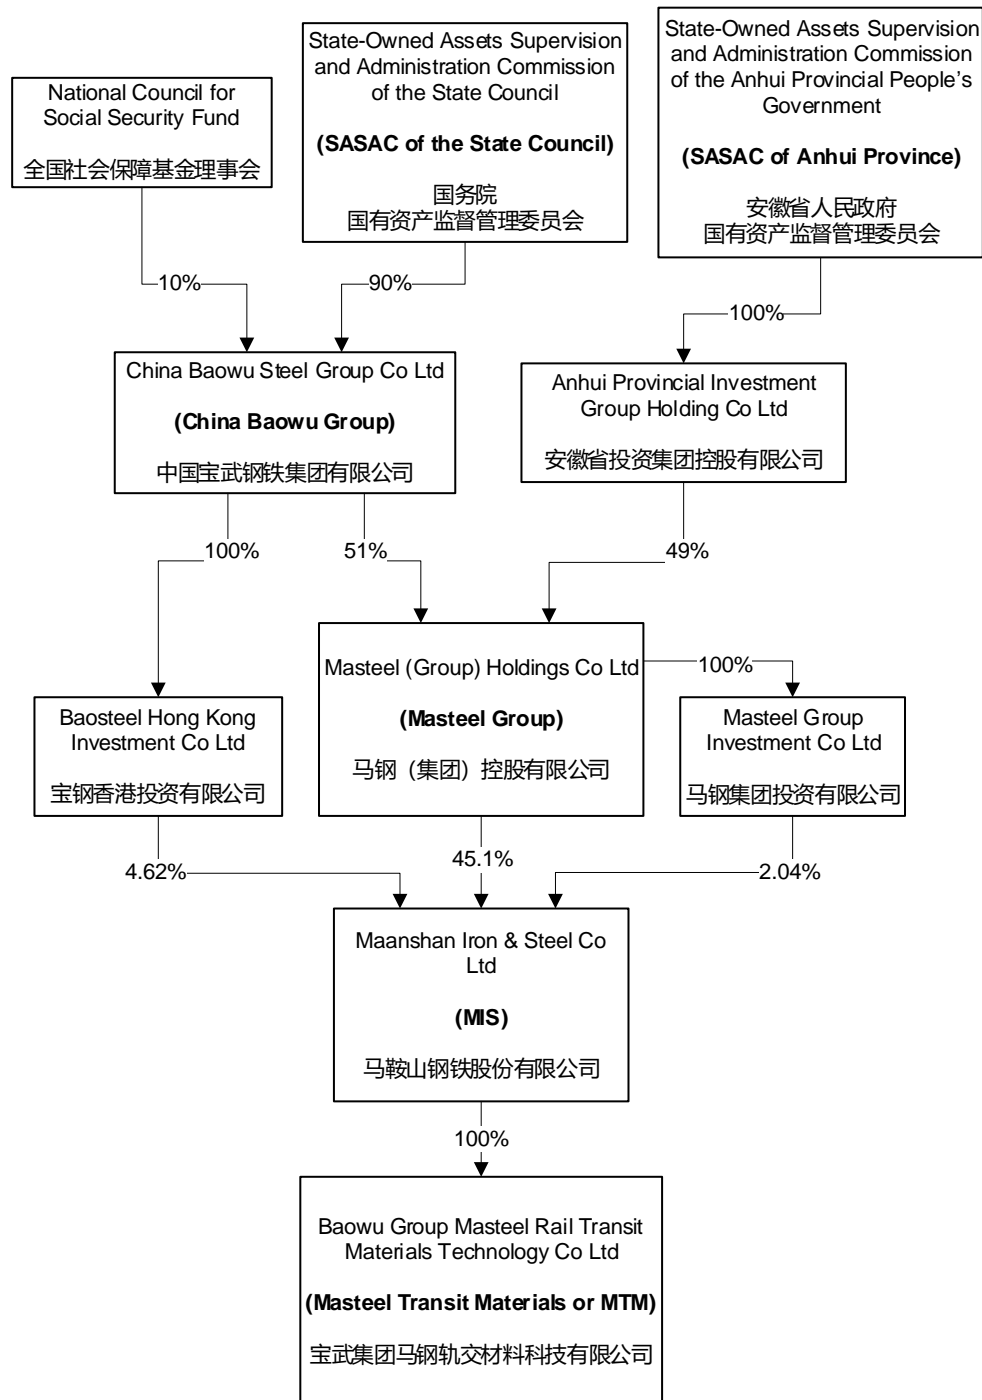 National Council for
Social Security Fund
全国社会保障基金理事会
State-Owned Assets Supervision
and Administration Commission
of the State Council
(SASAC of the State Council)
国务院
国有资产监督管理委员会
State-Owned Assets Supervision
and Administration Commission
of the Anhui Provincial People's
Government
(SASAC of Anhui Province)
安徽省人民政府
国有资产监督管理委员会
10%
90%
100%
China Baowu Steel Group Co Ltd
(China Baowu Group)
中国宝武钢铁集团有限公司
Anhui Provincial Investment
Group Holding Co Ltd
安徽省投资集团控股有限公司
100%
51%
49%
Masteel (Group) Holdings Co Ltd
(Masteel Group)
马钢（集团）控股有限公司
100%
Baosteel Hong Kong
Investment Co Ltd
宝钢香港投资有限公司
Masteel Group
Investment Co Ltd
马钢集团投资有限公司
4.62%
45.1%
2.04%
Maanshan Iron & Steel Co
Ltd
(MIS)
马鞍山钢铁股份有限公司
100%
Baowu Group Masteel Rail Transit
Materials Technology Co Ltd
(Masteel Transit Materials or MTM)
宝武集团马钢轨交材料科技有限公司